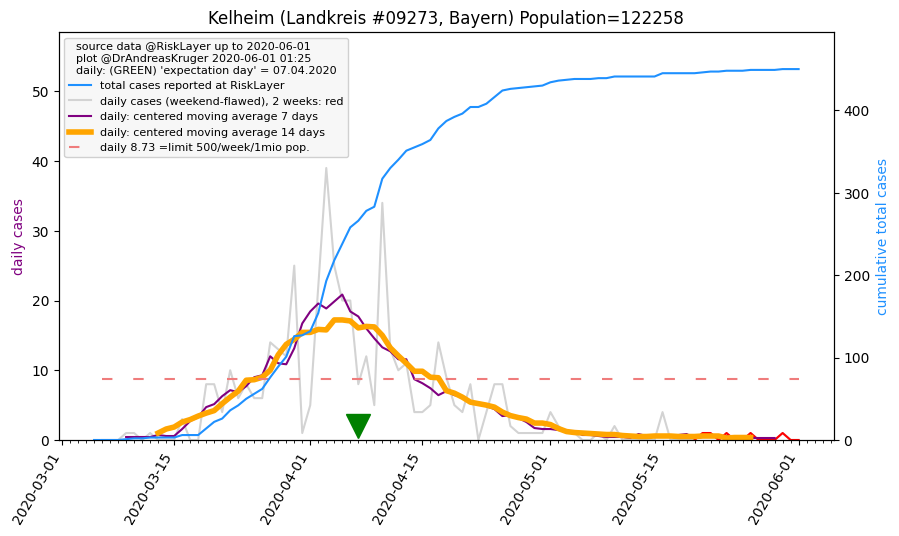 Kelheim (Landkreis #09273, Bayern) Population=122258
source data @RiskLayer up to 2020-06-01
plot @DrAndreasKruger 2020-06-01 01:25
daily: (GREEN) 'expectation day' = 07.04.2020
total cases reported at RiskLayer
daily cases (weekend-flawed), 2 weeks: red
daily: centered moving average 7 days
daily: centered moving average 14 days
daily 8.73 =limit 500/week/1mio pop.
daily cases
50
40
30
20
10
0
cumulative total cases
400
300
200
100
0
2020-03-01
2020-03-15
2020-04-01
2020-04-15
2020-05-01
2020-05-15
2020-06-01